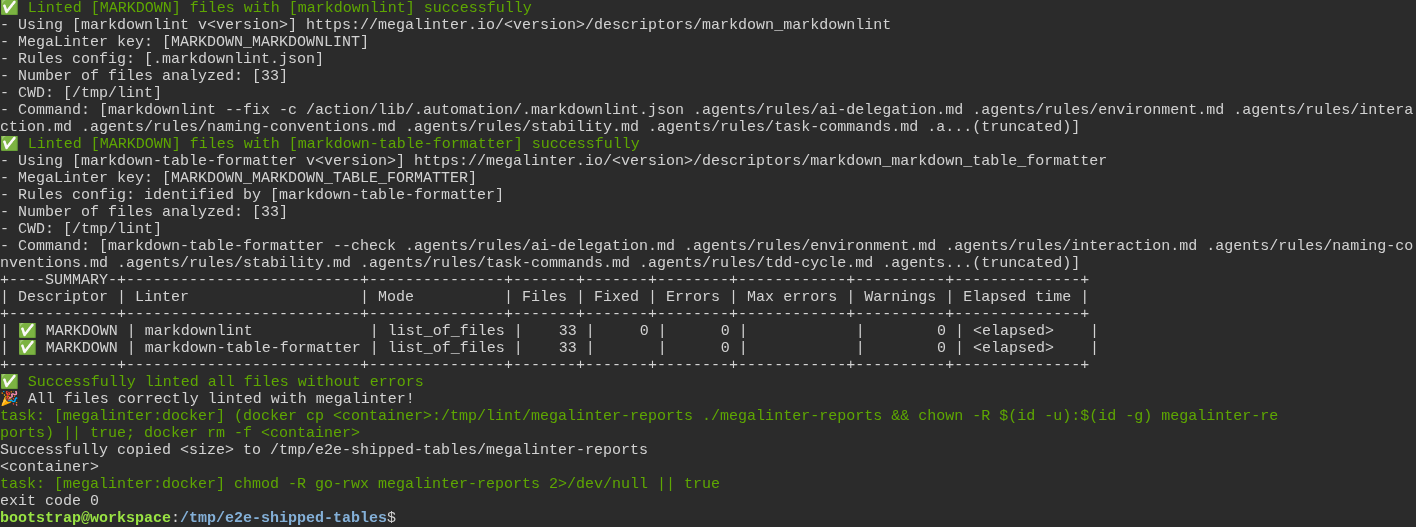 ✅ Linted [MARKDOWN] files with [markdownlint] successfully
- Using [markdownlint v<version>] https://megalinter.io/<version>/descriptors/markdown_markdownlint
- MegaLinter key: [MARKDOWN_MARKDOWNLINT]
- Rules config: [.markdownlint.json]
- Number of files analyzed: [33]
- CWD: [/tmp/lint]
- Command: [markdownlint --fix -c /action/lib/.automation/.markdownlint.json .agents/rules/ai-delegation.md .agents/rules/environment.md .agents/rules/intera
ction.md .agents/rules/naming-conventions.md .agents/rules/stability.md .agents/rules/task-commands.md .a...(truncated)]
✅ Linted [MARKDOWN] files with [markdown-table-formatter] successfully
- Using [markdown-table-formatter v<version>] https://megalinter.io/<version>/descriptors/markdown_markdown_table_formatter
- MegaLinter key: [MARKDOWN_MARKDOWN_TABLE_FORMATTER]
- Rules config: identified by [markdown-table-formatter]
- Number of files analyzed: [33]
- CWD: [/tmp/lint]
- Command: [markdown-table-formatter --check .agents/rules/ai-delegation.md .agents/rules/environment.md .agents/rules/interaction.md .agents/rules/naming-co
nventions.md .agents/rules/stability.md .agents/rules/task-commands.md .agents/rules/tdd-cycle.md .agents...(truncated)]
+----SUMMARY-+--------------------------+---------------+-------+-------+--------+------------+----------+--------------+
| Descriptor | Linter                   | Mode          | Files | Fixed | Errors | Max errors | Warnings | Elapsed time |
+------------+--------------------------+---------------+-------+-------+--------+------------+----------+--------------+
| ✅ MARKDOWN | markdownlint             | list_of_files |    33 |     0 |      0 |            |        0 | <elapsed>    |
| ✅ MARKDOWN | markdown-table-formatter | list_of_files |    33 |       |      0 |            |        0 | <elapsed>    |
+------------+--------------------------+---------------+-------+-------+--------+------------+----------+--------------+
✅ Successfully linted all files without errors
🎉 All files correctly linted with megalinter!
task: [megalinter:docker] (docker cp <container>:/tmp/lint/megalinter-reports ./megalinter-reports && chown -R $(id -u):$(id -g) megalinter-re
ports) || true; docker rm -f <container>
Successfully copied <size> to /tmp/e2e-shipped-tables/megalinter-reports
<container>
task: [megalinter:docker] chmod -R go-rwx megalinter-reports 2>/dev/null || true
exit code 0
bootstrap@workspace:/tmp/e2e-shipped-tables$